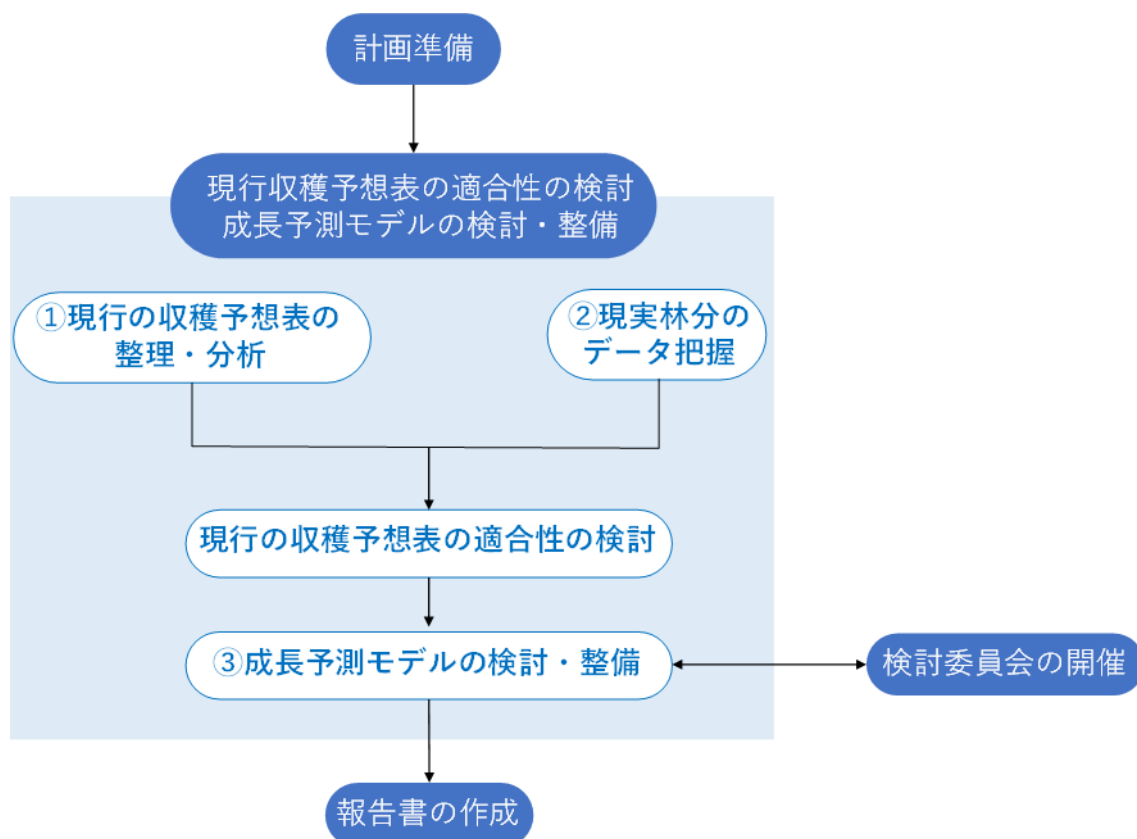 計画準備
現行収穫予想表の適合性の検討
成長予測モデルの検討・整備
①現行の収穫予想表の
整理・分析
②現実林分の
データ把握
現行の収穫予想表の適合性の検討
③成長予測モデルの検討・整備
検討委員会の開催
報告書の作成